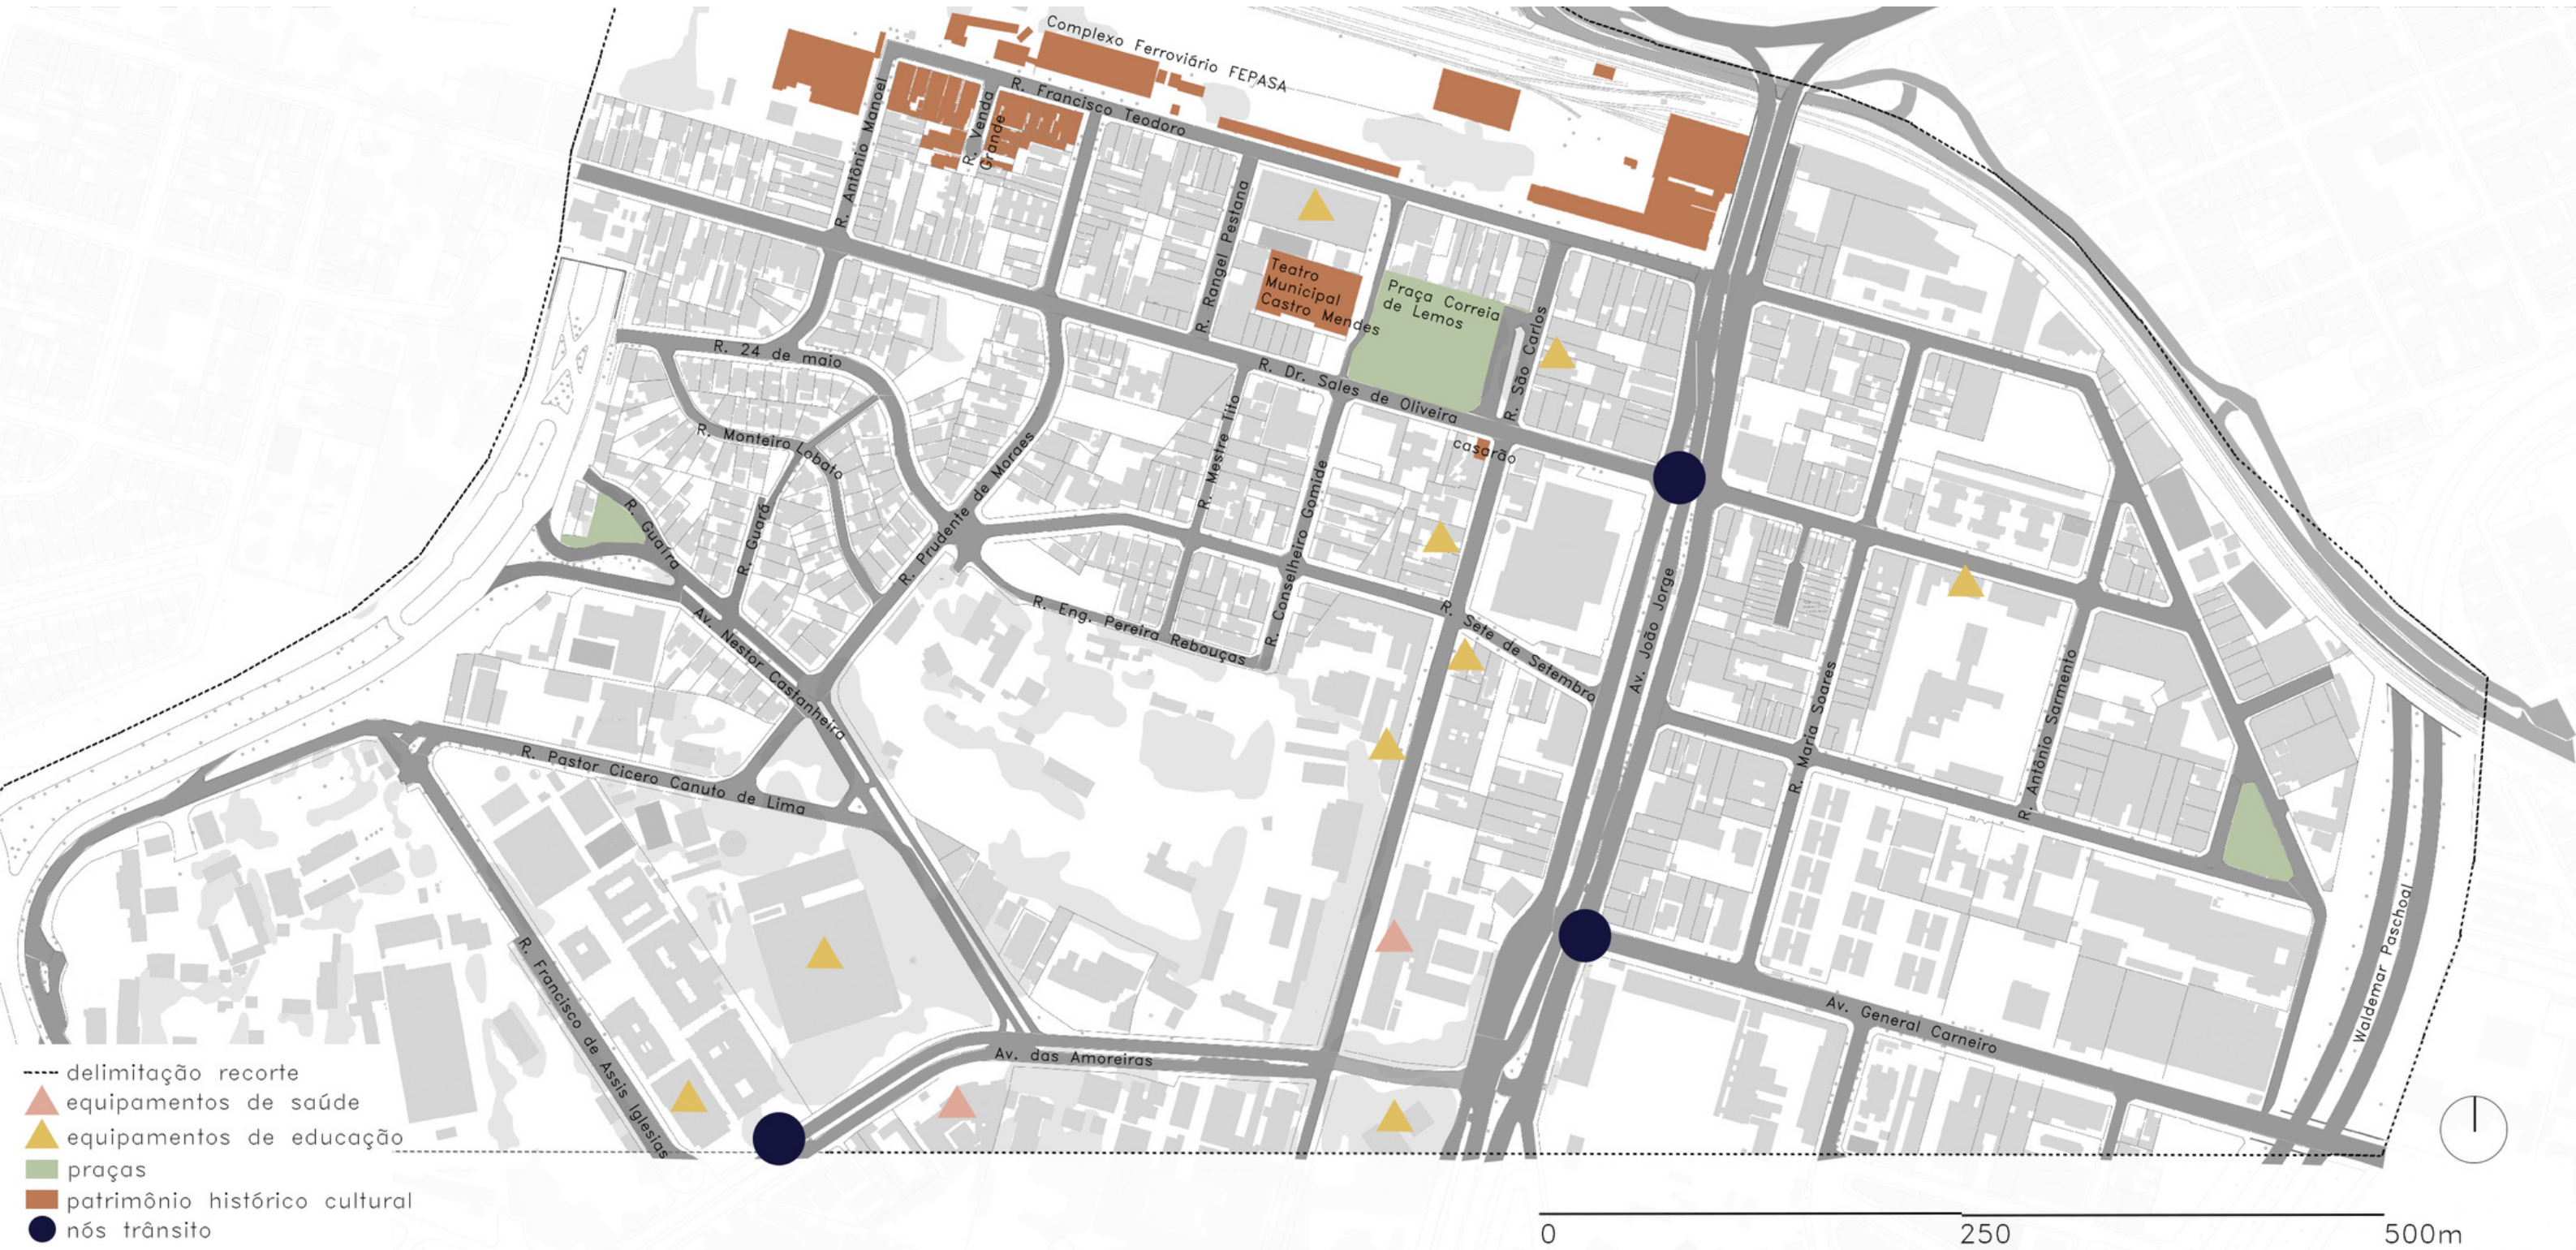 Complexo Ferroviário FEPASA
R. Francisco Teodoro
R. Antônio Manoel
R. Venda
Grande
R. Rangel Pestana
Teatro
Municipal
Castro Mendes
Praça Correia
de Lemos
R. São Carlos
R. 24 de maio
R. Dr. Sales de Oliveira
R. Monteiro Lobato
R. Mestre Tito
casarão
R. Prudente de Moraes
R. Guaíra
R. Guará
R. Conselheiro Gomide
R. Eng. Pereira Rebouças
R. Sete de Setembro
Av. João Jorge
Av. Nestor Castanheira
R. Maria Soares
R. Antônio Sarmento
R. Pastor Cicero Canuto de Lima
R. Francisco de Assis Iglesias
Av. das Amoreiras
Av. General Carneiro
Waldemar Paschoal
delimitação recorte
equipamentos de saúde
equipamentos de educação
praças
patrimônio histórico cultural
nós trânsito
0 250 500m